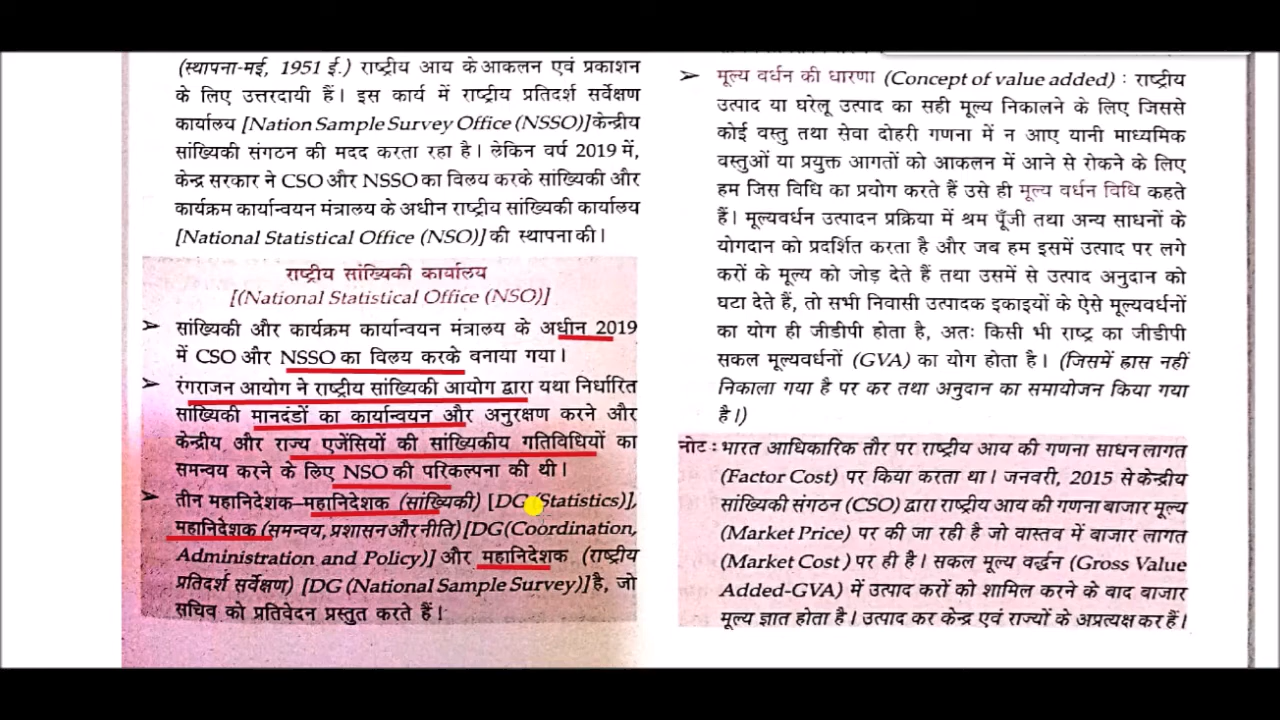 (स्थापना-मई, 1951 ई.) राष्ट्रीय आय के आकलन एवं प्रकाशन
के लिए उत्तरदायी हैं। इस कार्य में राष्ट्रीय प्रतिदर्श सर्वेक्षण
कार्यालय [Nation Sample Survey Office (NSSO)] केन्द्रीय
सांख्यिकी संगठन की मदद करता रहा है। लेकिन वर्ष 2019 में,
केन्द्र सरकार ने CSO और NSSO का विलय करके सांख्यिकी और
कार्यक्रम कार्यान्वयन मंत्रालय के अधीन राष्ट्रीय सांख्यिकी कार्यालय
[National Statistical Office (NSO)] की स्थापना की।
राष्ट्रीय सांख्यिकी कार्यालय
[(National Statistical Office (NSO)]
➢ सांख्यिकी और कार्यक्रम कार्यान्वयन मंत्रालय के अधीन 2019
में CSO और NSSO का विलय करके बनाया गया।
➢ रंगराजन आयोग ने राष्ट्रीय सांख्यिकी आयोग द्वारा यथा निर्धारित
सांख्यिकी मानदंडों का कार्यान्वयन और अनुरक्षण करने और
केन्द्रीय और राज्य एजेंसियों की सांख्यिकीय गतिविधियों का
समन्वय करने के लिए NSO की परिकल्पना की थी।
➢ तीन महानिदेशक–महानिदेशक (सांख्यिकी) [DG (Statistics)],
महानिदेशक (समन्वय, प्रशासन और नीति) [DG (Coordination,
Administration and Policy)] और महानिदेशक (राष्ट्रीय
प्रतिदर्श सर्वेक्षण) [DG (National Sample Survey)] है, जो
सचिव को प्रतिवेदन प्रस्तुत करते हैं।
➢ मूल्य वर्धन की धारणा (Concept of value added) : राष्ट्रीय
उत्पाद या घरेलू उत्पाद का सही मूल्य निकालने के लिए जिससे
कोई वस्तु तथा सेवा दोहरी गणना में न आए यानी माध्यमिक
वस्तुओं या प्रयुक्त आगतों को आकलन में आने से रोकने के लिए
हम जिस विधि का प्रयोग करते हैं उसे ही मूल्य वर्धन विधि कहते
हैं। मूल्यवर्धन उत्पादन प्रक्रिया में श्रम पूँजी तथा अन्य साधनों के
योगदान को प्रदर्शित करता है और जब हम इसमें उत्पाद पर लगे
करों के मूल्य को जोड़ देते हैं तथा उसमें से उत्पाद अनुदान को
घटा देते हैं, तो सभी निवासी उत्पादक इकाइयों के ऐसे मूल्यवर्धनों
का योग ही जीडीपी होता है, अतः किसी भी राष्ट्र का जीडीपी
सकल मूल्यवर्धनों (GVA) का योग होता है। (जिसमें ह्रास नहीं
निकाला गया है पर कर तथा अनुदान का समायोजन किया गया
है।)
नोट : भारत आधिकारिक तौर पर राष्ट्रीय आय की गणना साधन लागत
(Factor Cost) पर किया करता था। जनवरी, 2015 से केन्द्रीय
सांख्यिकी संगठन (CSO) द्वारा राष्ट्रीय आय की गणना बाजार मूल्य
(Market Price) पर की जा रही है जो वास्तव में बाजार लागत
(Market Cost) पर ही है। सकल मूल्य वर्द्धन (Gross Value
Added-GVA) में उत्पाद करों को शामिल करने के बाद बाजार
मूल्य ज्ञात होता है। उत्पाद कर केन्द्र एवं राज्यों के अप्रत्यक्ष कर हैं।